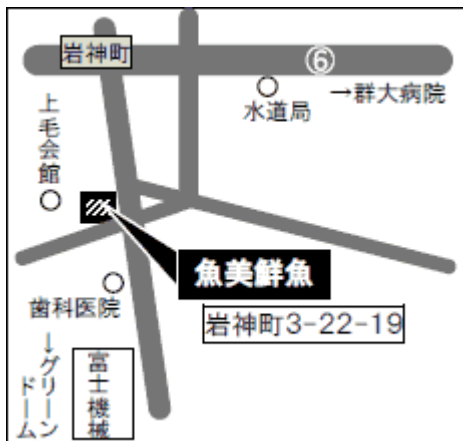 岩神町
⑥
→群大病院
水道局
上毛会館
魚美鮮魚
岩神町3-22-19
歯科医院
↓グリーン
ドーム
富士機械